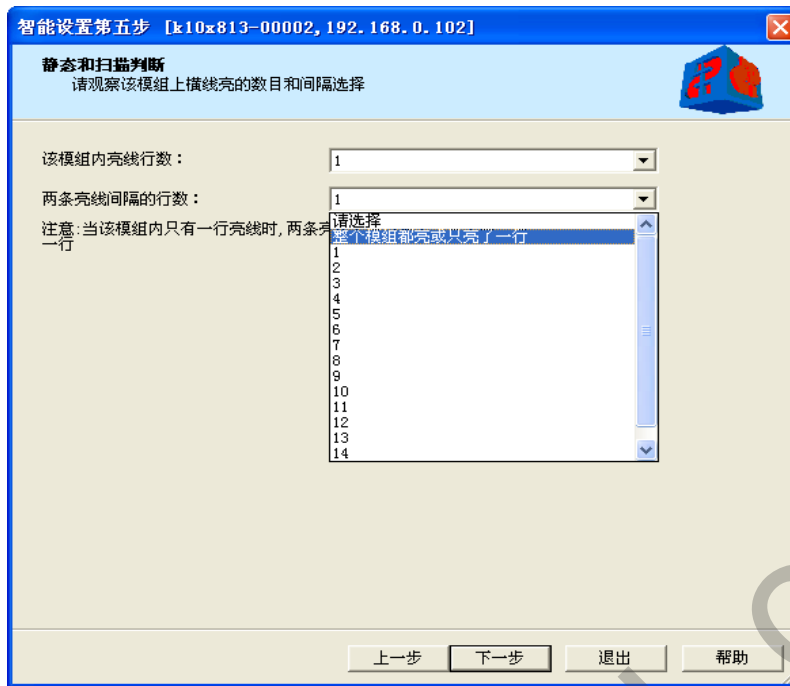 智能设置第五步 [k10x813-00002,192.168.0.102]
静态和扫描判断
请观察该模组上横线亮的数目和间隔选择
该模组内亮线行数：
1
两条亮线间隔的行数：
1
注意:当该模组内只有一行亮线时,两条
一行
请选择
整个模组都亮或只亮了一行
1
2
3
4
5
6
7
8
9
10
11
12
13
14
上一步
下一步
退出
帮助